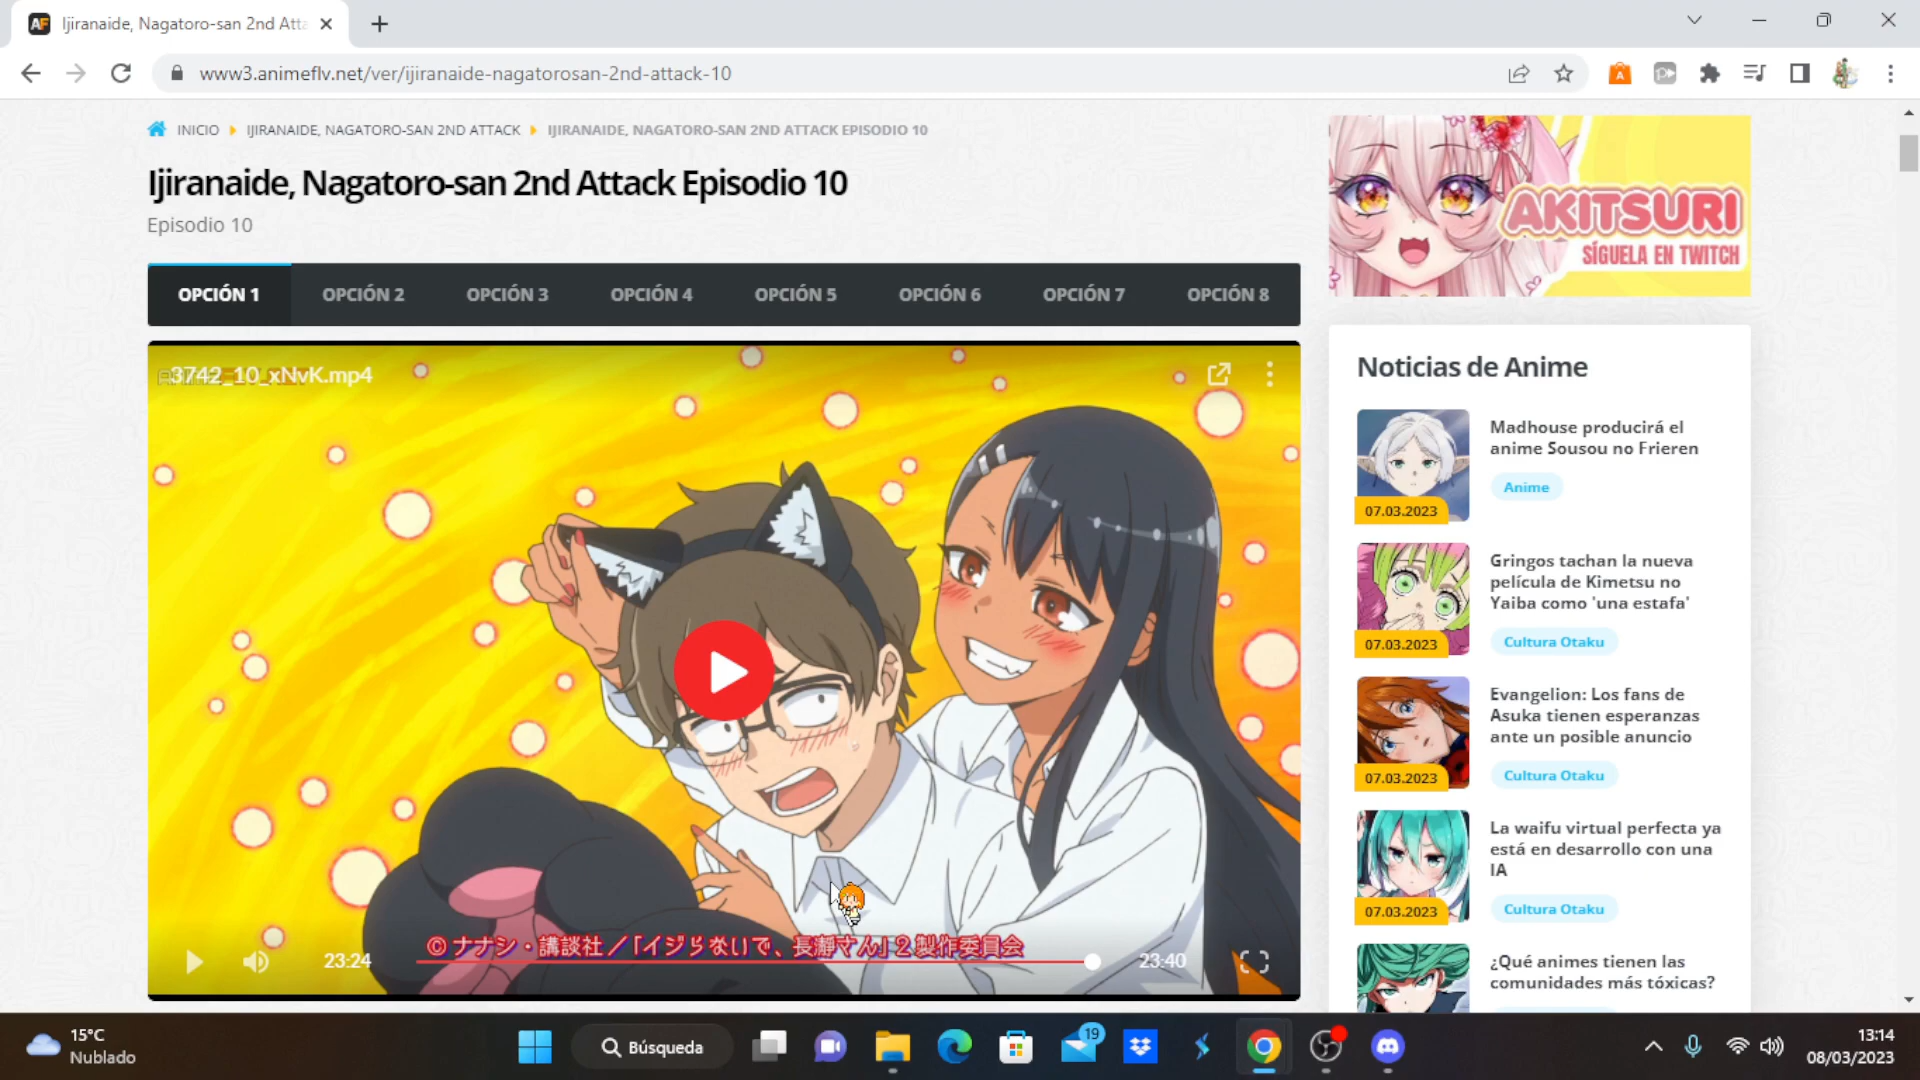 Ijiranaide, Nagatoro-san 2nd Atta
www3.animeflv.net/ver/ijiranaide-nagatorosan-2nd-attack-10
INICIO IJIRANAIDE, NAGATORO-SAN 2ND ATTACK IJIRANAIDE, NAGATORO-SAN 2ND ATTACK EPISODIO 10
Ijiranaide, Nagatoro-san 2nd Attack Episodio 10
Episodio 10
OPCIÓN 1 OPCIÓN 2 OPCIÓN 3 OPCIÓN 4 OPCIÓN 5 OPCIÓN 6 OPCIÓN 7 OPCIÓN 8
3742_10_xNvK.mp4
©ナナシ・講談社／「イジらないで、長瀞さん」2製作委員会
23:24
23:40
AKITSURI
SÍGUELA EN TWITCH
Noticias de Anime
Madhouse producirá el
anime Sousou no Frieren
Anime
07.03.2023
Gringos tachan la nueva
película de Kimetsu no
Yaiba como 'una estafa'
Cultura Otaku
07.03.2023
Evangelion: Los fans de
Asuka tienen esperanzas
ante un posible anuncio
Cultura Otaku
07.03.2023
La waifu virtual perfecta ya
está en desarrollo con una
IA
Cultura Otaku
07.03.2023
¿Qué animes tienen las
comunidades más tóxicas?
15°C
Nublado
Búsqueda
19
13:14
08/03/2023